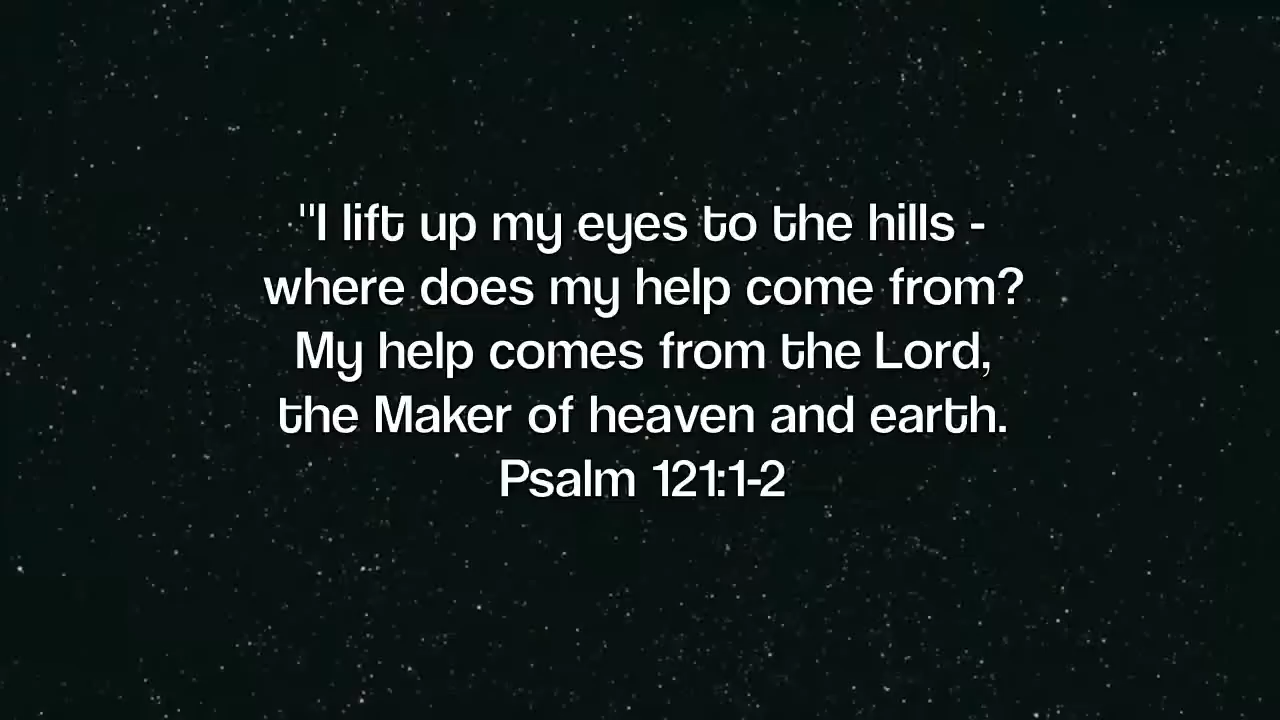 "I lift up my eyes to the hills -
where does my help come from?
My help comes from the Lord,
the Maker of heaven and earth.
Psalm 121:1-2